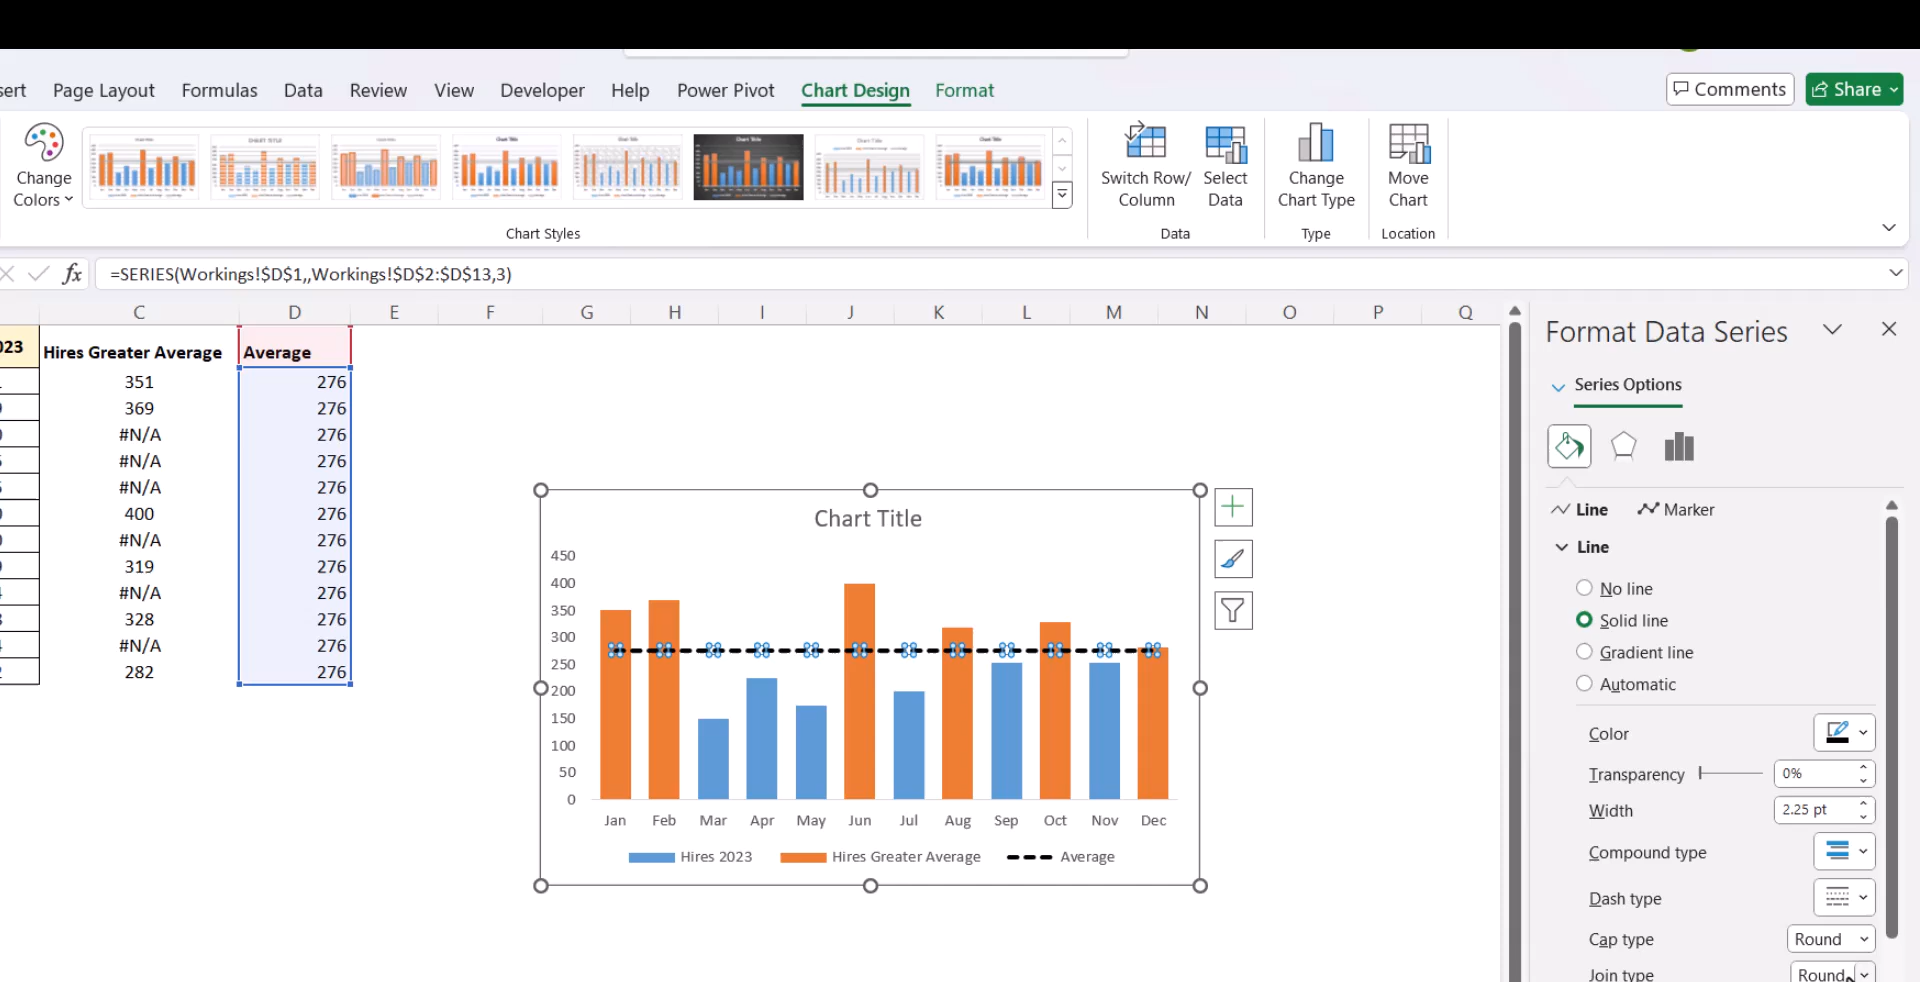 sert Page Layout Formulas Data Review View Developer Help Power Pivot Chart Design Format Comments Share
Change Colors
Chart Styles
Switch Row/ Column
Select Data
Data
Change Chart Type
Type
Move Chart
Location
fx =SERIES(Workings!$D$1,,Workings!$D$2:$D$13,3)
C D E F G H I J K L M N O P Q
023 Hires Greater Average Average
351 276
369 276
#N/A 276
#N/A 276
#N/A 276
400 276
#N/A 276
319 276
#N/A 276
328 276
#N/A 276
282 276
Chart Title
450
400
350
300
250
200
150
100
50
0
Jan Feb Mar Apr May Jun Jul Aug Sep Oct Nov Dec
Hires 2023 Hires Greater Average Average
Format Data Series
Series Options
Line Marker
Line
No line
Solid line
Gradient line
Automatic
Color
Transparency 0%
Width 2.25 pt
Compound type
Dash type
Cap type Round
Join type Round